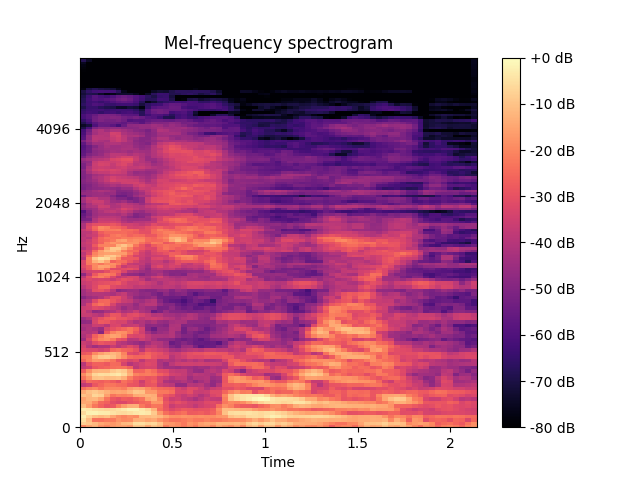 Mel-frequency spectrogram
+0 dB
4096
-10 dB
-20 dB
2048
-30 dB
Hz
1024
-40 dB
-50 dB
512
-60 dB
-70 dB
0
-80 dB
0 0.5 1 1.5 2
Time